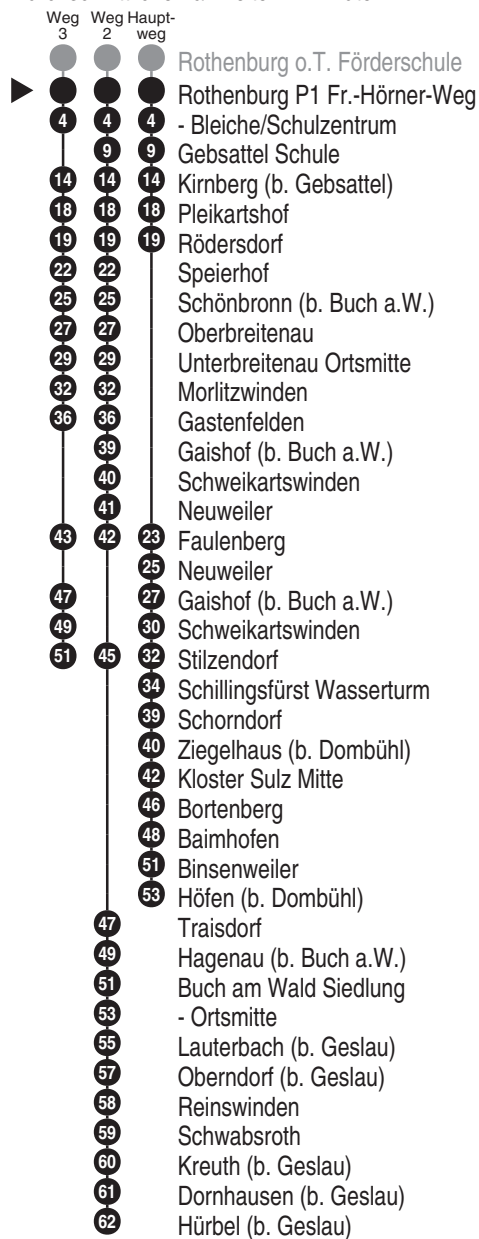 Weg Weg Haupt-
3 2 weg
Rothenburg o.T. Förderschule
Rothenburg P1 Fr.-Hörner-Weg
4 4 4 - Bleiche/Schulzentrum
9 9 Gebsattel Schule
14 14 14 Kirnberg (b. Gebsattel)
18 18 18 Pleikartshof
19 19 19 Rödersdorf
22 22 Speierhof
25 25 Schönbronn (b. Buch a.W.)
27 27 Oberbreitenau
29 29 Unterbreitenau Ortsmitte
32 32 Morlitzwinden
36 36 Gastenfelden
39 Gaishof (b. Buch a.W.)
40 Schweikartswinden
41 Neuweiler
43 42 23 Faulenberg
25 Neuweiler
47 27 Gaishof (b. Buch a.W.)
49 30 Schweikartswinden
51 45 32 Stilzendorf
34 Schillingsfürst Wasserturm
39 Schorndorf
40 Ziegelhaus (b. Dombühl)
42 Kloster Sulz Mitte
46 Bortenberg
48 Baimhofen
51 Binsenweiler
53 Höfen (b. Dombühl)
47 Traisdorf
49 Hagenau (b. Buch a.W.)
51 Buch am Wald Siedlung
53 - Ortsmitte
55 Lauterbach (b. Geslau)
57 Oberndorf (b. Geslau)
58 Reinswinden
59 Schwabsroth
60 Kreuth (b. Geslau)
61 Dornhausen (b. Geslau)
62 Hürbel (b. Geslau)